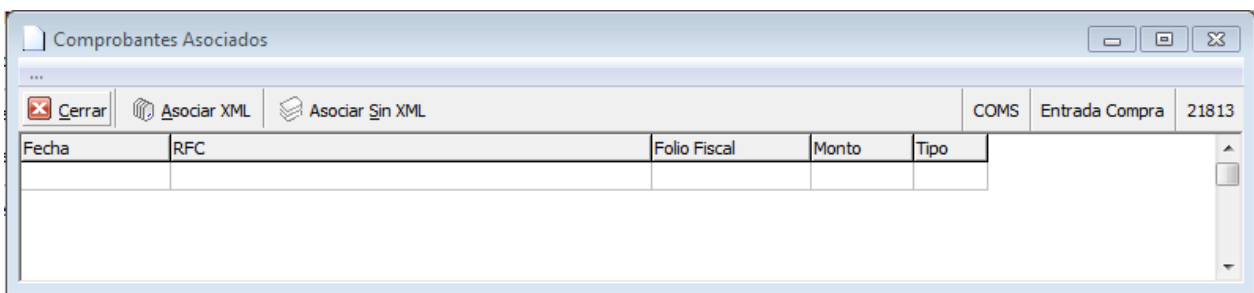 Comprobantes Asociados
...
Cerrar Asociar XML Asociar Sin XML COMS Entrada Compra 21813
Fecha RFC Folio Fiscal Monto Tipo